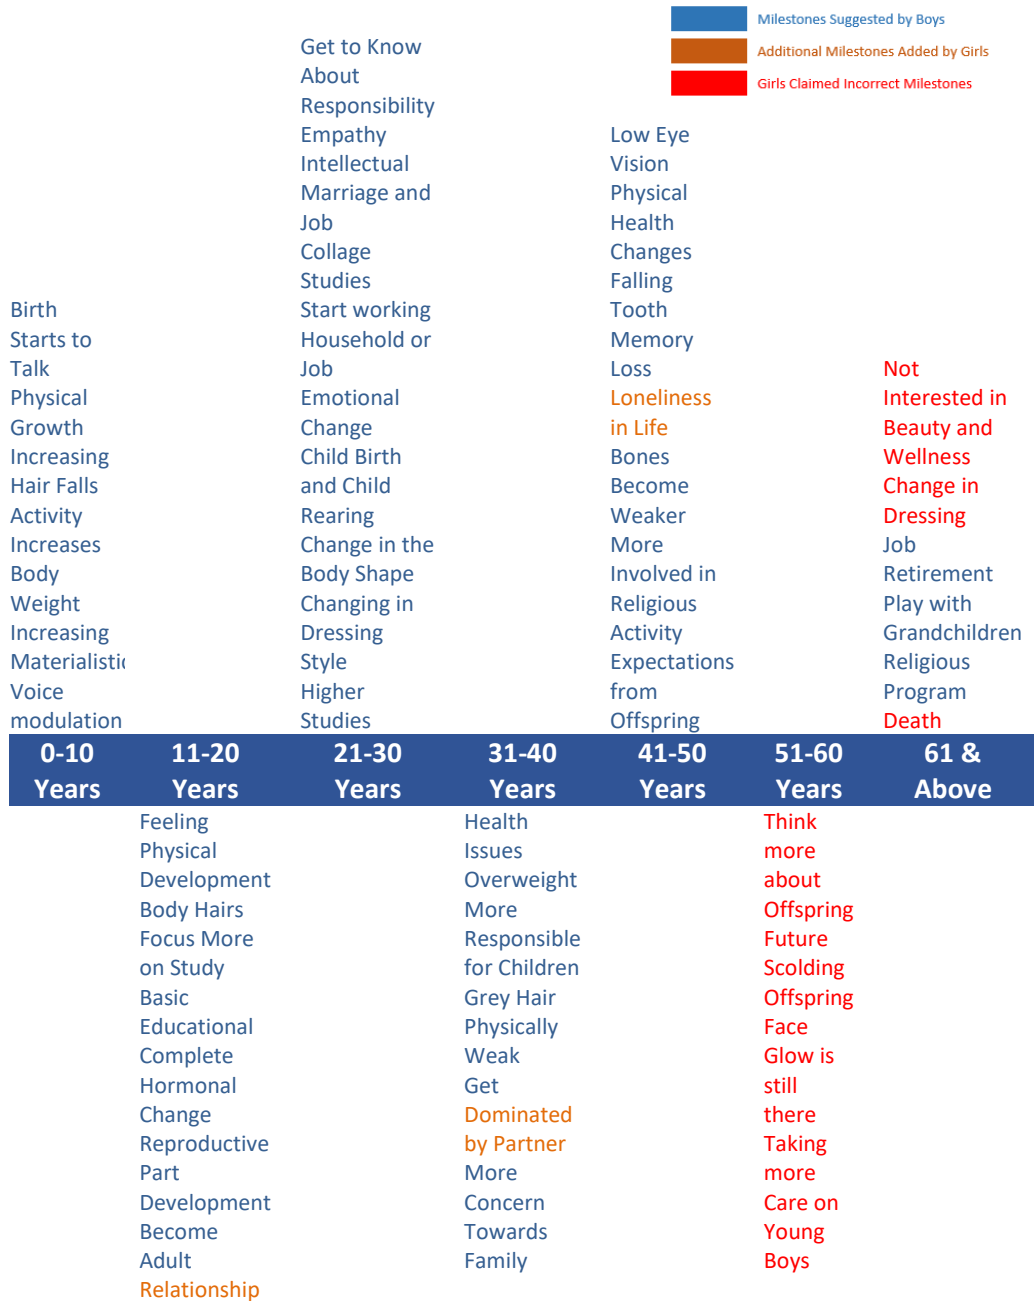 Milestones Suggested by Boys
Additional Milestones Added by Girls
Girls Claimed Incorrect Milestones
Birth
Starts to
Talk
Physical
Growth
Increasing
Hair Falls
Activity
Increases
Body
Weight
Increasing
Materialistic
Voice
modulation
Get to Know
About
Responsibility
Empathy
Intellectual
Marriage and
Job
Collage
Studies
Start working
Household or
Job
Emotional
Change
Child Birth
and Child
Rearing
Change in the
Body Shape
Changing in
Dressing
Style
Higher
Studies
Low Eye
Vision
Physical
Health
Changes
Falling
Tooth
Memory
Loss
Loneliness
in Life
Bones
Become
Weaker
More
Involved in
Religious
Activity
Expectations
from
Offspring
Not
Interested in
Beauty and
Wellness
Change in
Dressing
Job
Retirement
Play with
Grandchildren
Religious
Program
Death
0-10
Years
11-20
Years
21-30
Years
31-40
Years
41-50
Years
51-60
Years
61 &
Above
Feeling
Physical
Development
Body Hairs
Focus More
on Study
Basic
Educational
Complete
Hormonal
Change
Reproductive
Part
Development
Become
Adult
Relationship
Health
Issues
Overweight
More
Responsible
for Children
Grey Hair
Physically
Weak
Get
Dominated
by Partner
More
Concern
Towards
Family
Think
more
about
Offspring
Future
Scolding
Offspring
Face
Glow is
still
there
Taking
more
Care on
Young
Boys